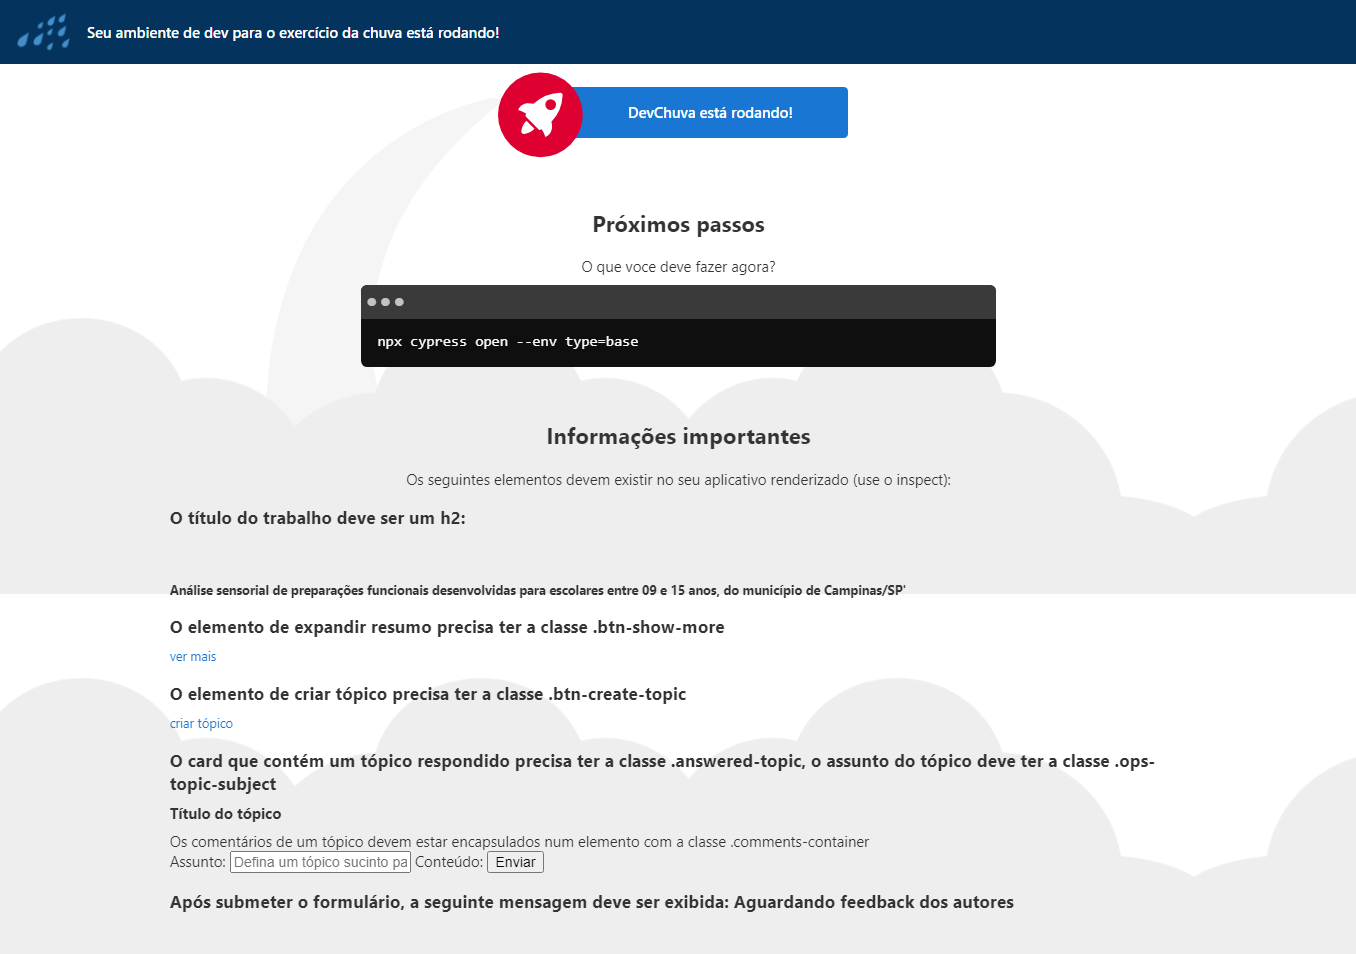 Seu ambiente de dev para o exercício da chuva está rodando!
DevChuva está rodando!
Próximos passos
O que voce deve fazer agora?
npx cypress open --env type=base
Informações importantes
Os seguintes elementos devem existir no seu aplicativo renderizado (use o inspect):
O título do trabalho deve ser um h2:
Análise sensorial de preparações funcionais desenvolvidas para escolares entre 09 e 15 anos, do município de Campinas/SP'
O elemento de expandir resumo precisa ter a classe .btn-show-more
ver mais
O elemento de criar tópico precisa ter a classe .btn-create-topic
criar tópico
O card que contém um tópico respondido precisa ter a classe .answered-topic, o assunto do tópico deve ter a classe .ops-
topic-subject
Título do tópico
Os comentários de um tópico devem estar encapsulados num elemento com a classe .comments-container
Assunto: Defina um tópico sucinto pa Conteúdo: Enviar
Após submeter o formulário, a seguinte mensagem deve ser exibida: Aguardando feedback dos autores